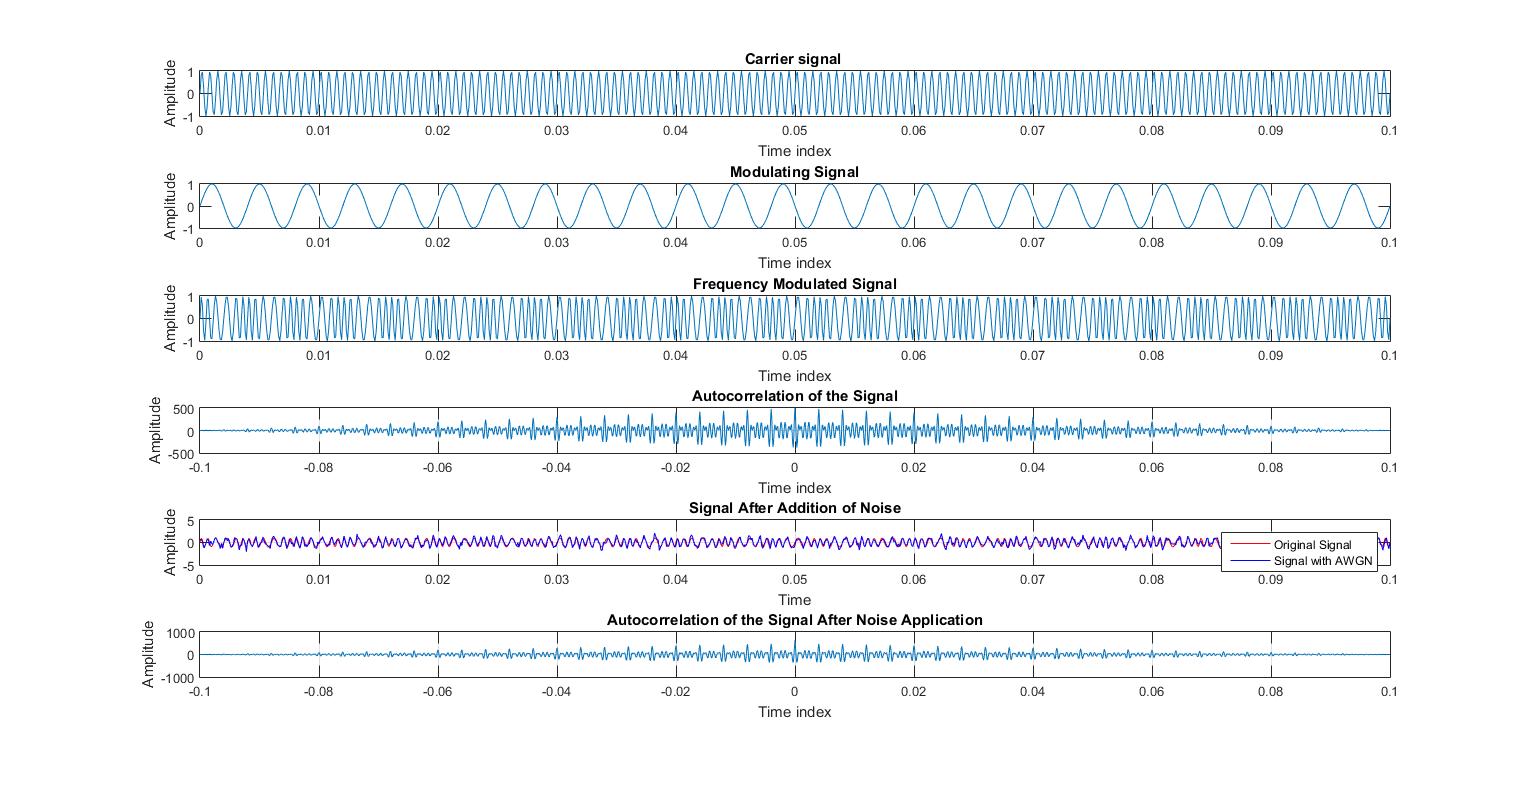 Carrier signal
Amplitude
1
0
-1
0 0.01 0.02 0.03 0.04 0.05 0.06 0.07 0.08 0.09 0.1
Time index
Modulating Signal
Amplitude
1
0
-1
0 0.01 0.02 0.03 0.04 0.05 0.06 0.07 0.08 0.09 0.1
Time index
Frequency Modulated Signal
Amplitude
1
0
-1
0 0.01 0.02 0.03 0.04 0.05 0.06 0.07 0.08 0.09 0.1
Time index
Autocorrelation of the Signal
Amplitude
500
0
-500
-0.1 -0.08 -0.06 -0.04 -0.02 0 0.02 0.04 0.06 0.08 0.1
Time index
Signal After Addition of Noise
Amplitude
5
0
-5
Original Signal
Signal with AWGN
0 0.01 0.02 0.03 0.04 0.05 0.06 0.07 0.08 0.09 0.1
Time
Autocorrelation of the Signal After Noise Application
Amplitude
1000
0
-1000
-0.1 -0.08 -0.06 -0.04 -0.02 0 0.02 0.04 0.06 0.08 0.1
Time index